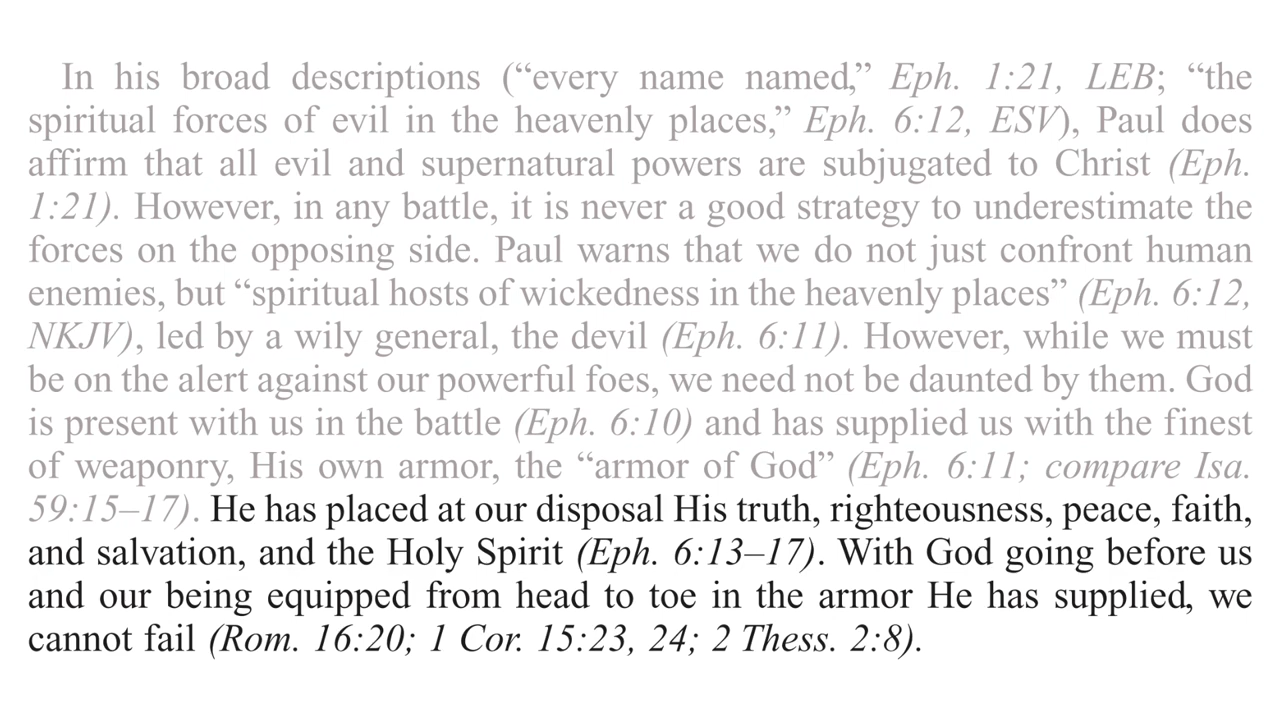 In his broad descriptions (“every name named,” Eph. 1:21, LEB; “the
spiritual forces of evil in the heavenly places,” Eph. 6:12, ESV), Paul does
affirm that all evil and supernatural powers are subjugated to Christ (Eph.
1:21). However, in any battle, it is never a good strategy to underestimate the
forces on the opposing side. Paul warns that we do not just confront human
enemies, but “spiritual hosts of wickedness in the heavenly places” (Eph. 6:12,
NKJV), led by a wily general, the devil (Eph. 6:11). However, while we must
be on the alert against our powerful foes, we need not be daunted by them. God
is present with us in the battle (Eph. 6:10) and has supplied us with the finest
of weaponry, His own armor, the “armor of God” (Eph. 6:11; compare Isa.
59:15–17). He has placed at our disposal His truth, righteousness, peace, faith,
and salvation, and the Holy Spirit (Eph. 6:13–17). With God going before us
and our being equipped from head to toe in the armor He has supplied, we
cannot fail (Rom. 16:20; 1 Cor. 15:23, 24; 2 Thess. 2:8).